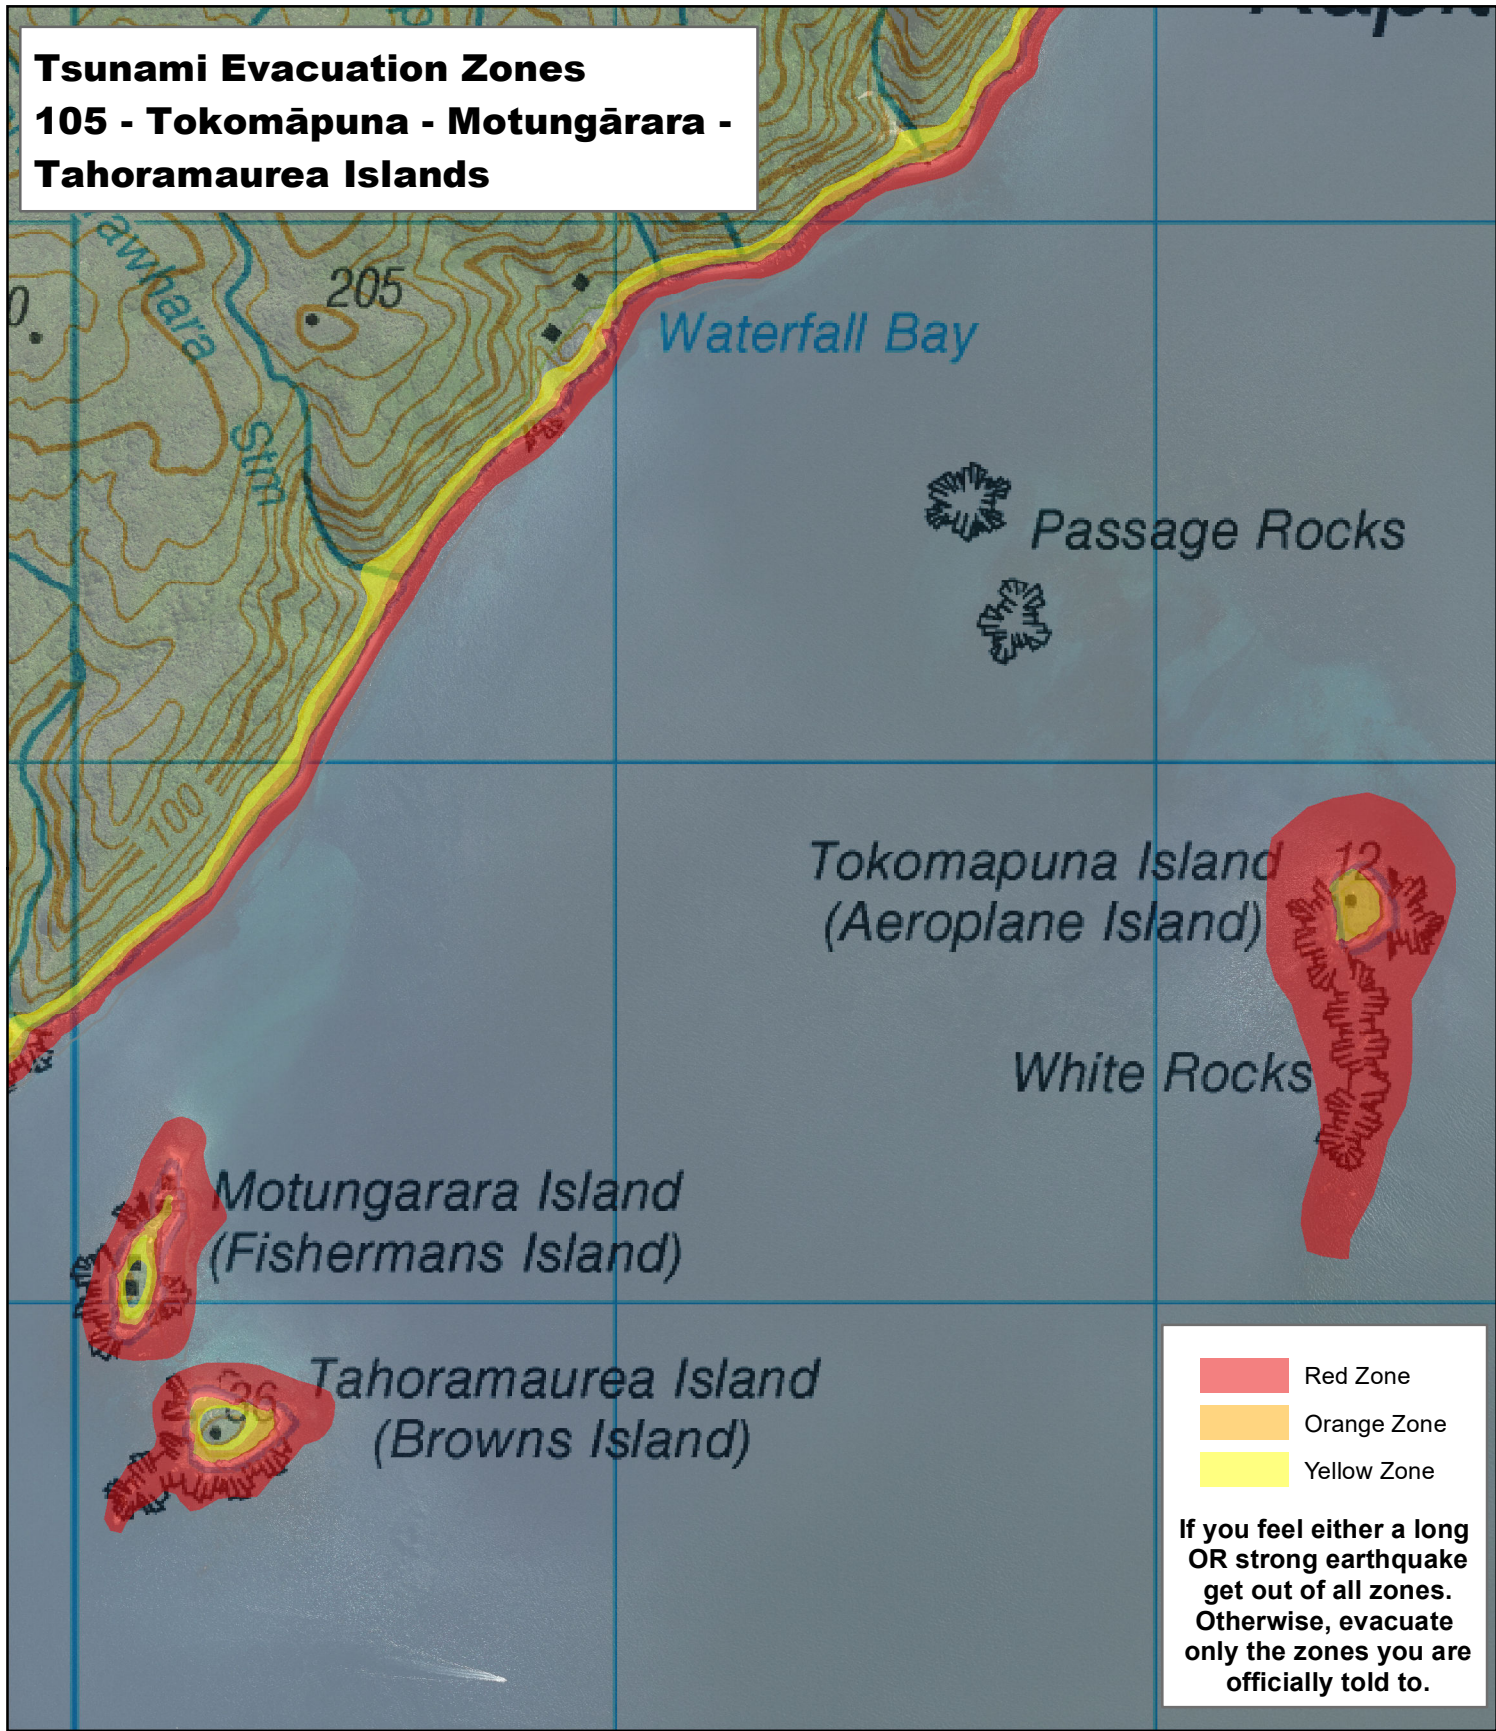 Tsunami Evacuation Zones
105 - Tokomāpuna - Motungārara -
Tahoramaurea Islands
awhara
Stm
205
0
Waterfall Bay
Passage Rocks
100
Tokomapuna Island
(Aeroplane Island)
12
White Rocks
Motungarara Island
(Fishermans Island)
Tahoramaurea Island
(Browns Island)
36
Red Zone
Orange Zone
Yellow Zone
If you feel either a long
OR strong earthquake
get out of all zones.
Otherwise, evacuate
only the zones you are
officially told to.